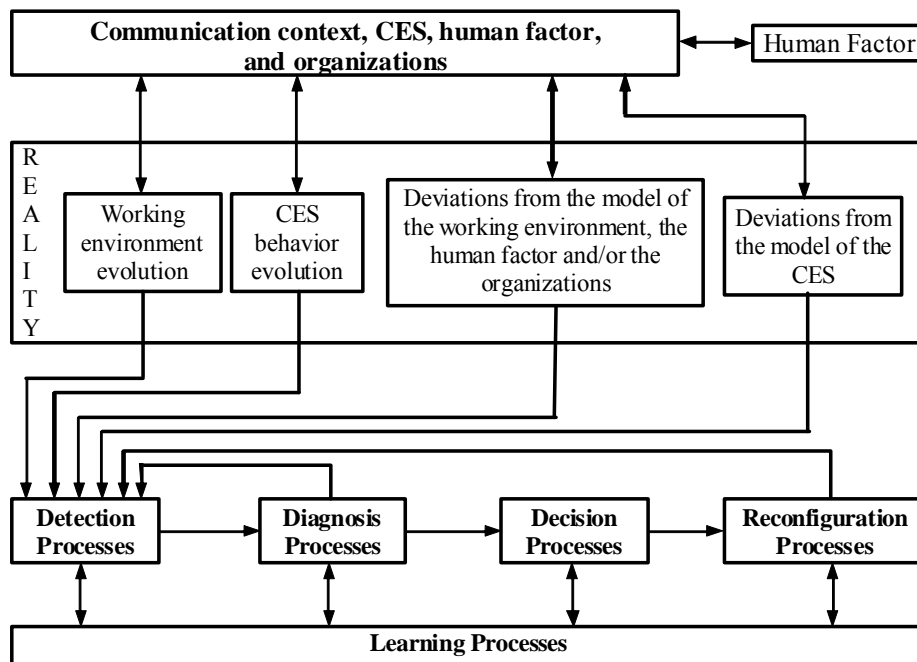 Communication context, CES, human factor,
and organizations
Human Factor
R
E
A
L
I
T
Y
Working
environment
evolution
CES
behavior
evolution
Deviations from the model of
the working environment, the
human factor and/or the
organizations
Deviations from
the model of the
CES
Detection
Processes
Diagnosis
Processes
Decision
Processes
Reconfiguration
Processes
Learning Processes